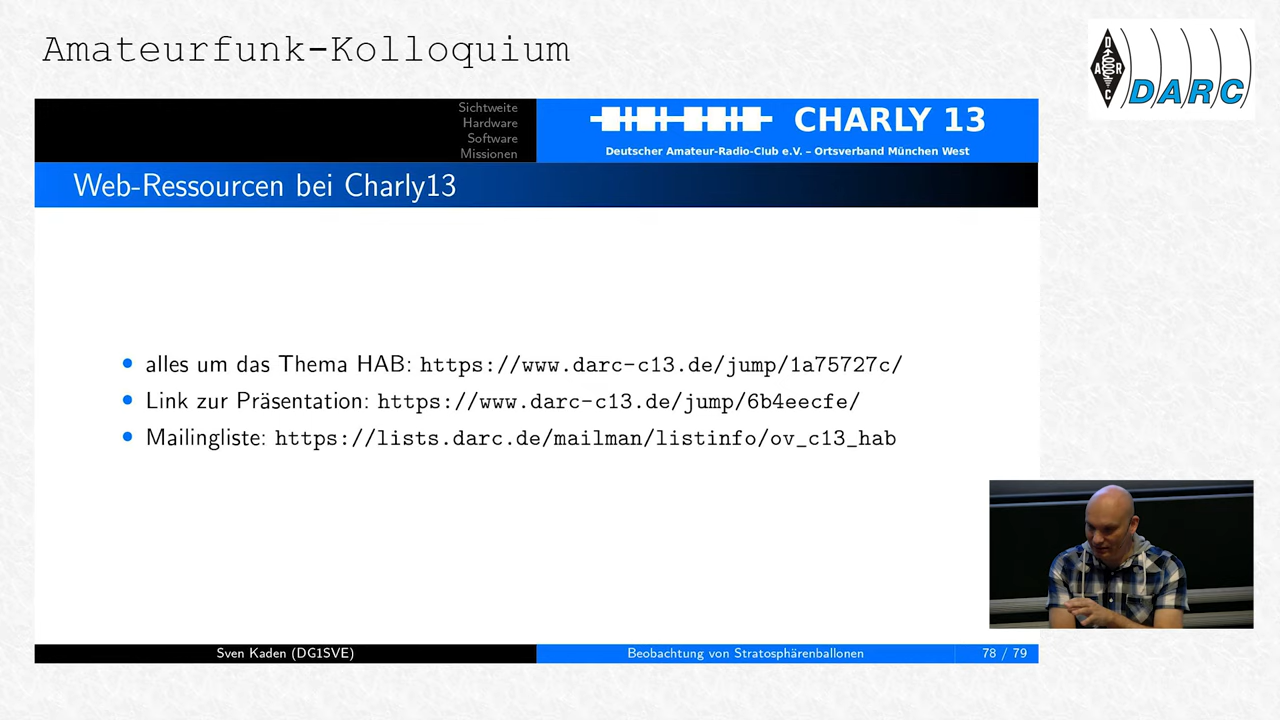 Amateurfunk-Kolloquium
DARC
DARC
Sichtweite
Hardware
Software
Missionen
CHARLY 13
Deutscher Amateur-Radio-Club e.V. – Ortsverband München West
Web-Ressourcen bei Charly13
• alles um das Thema HAB: https://www.darc-c13.de/jump/1a75727c/
• Link zur Präsentation: https://www.darc-c13.de/jump/6b4eecfe/
• Mailingliste: https://lists.darc.de/mailman/listinfo/ov_c13_hab
Sven Kaden (DG1SVE)
Beobachtung von Stratosphärenballonen
78 / 79